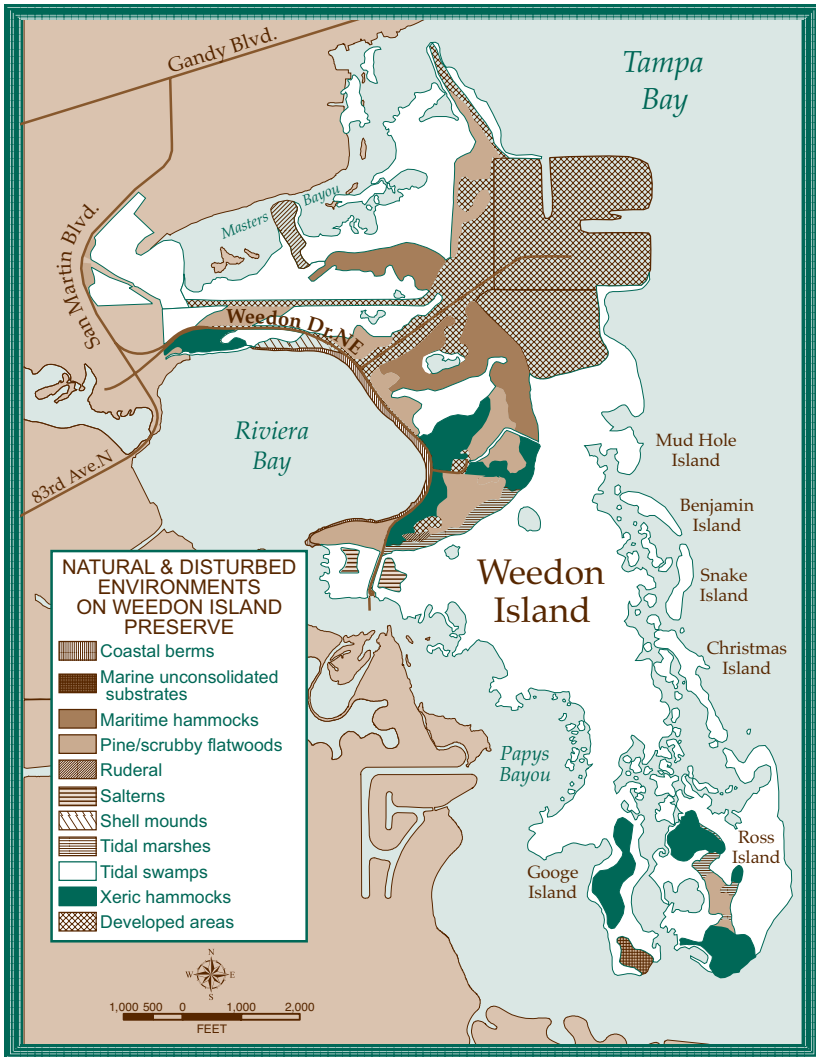 Gandy Blvd.
Tampa
Bay
Masters Bayou
San Martin Blvd.
Weedon Dr.NE
Riviera
Bay
83rd Ave.N
Mud Hole
Island
Benjamin
Island
Snake
Island
Weedon
Island
Christmas
Island
Papys
Bayou
Googe
Island
Ross
Island
NATURAL & DISTURBED
ENVIRONMENTS
ON WEEDON ISLAND
PRESERVE
Coastal berms
Marine unconsolidated
substrates
Maritime hammocks
Pine/scrubby flatwoods
Ruderal
Salterns
Shell mounds
Tidal marshes
Tidal swamps
Xeric hammocks
Developed areas
N
W E
S
1,000 500 0 1,000 2,000
FEET